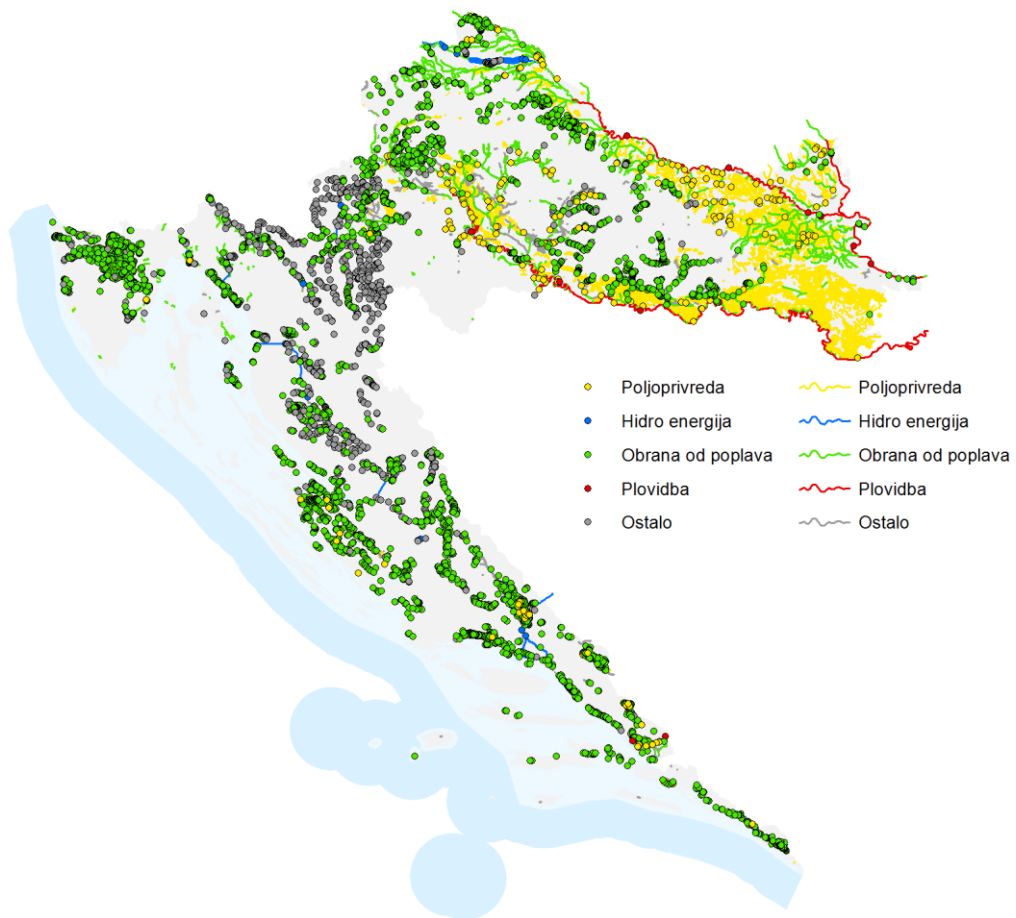 Poljoprivreda Poljoprivreda
Hidro energija Hidro energija
Obrana od poplava Obrana od poplava
Plovidba Plovidba
Ostalo Ostalo